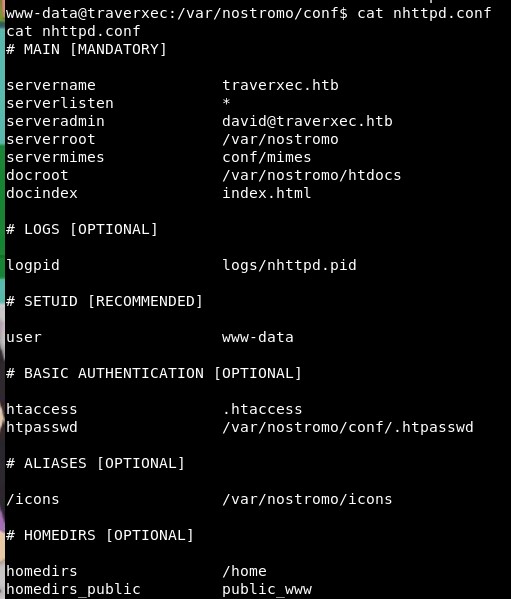 www-data@traverxec:/var/nostromo/conf$ cat nhttpd.conf
cat nhttpd.conf
# MAIN [MANDATORY]
servername traverxec.htb
serverlisten *
serveradmin david@traverxec.htb
serverroot /var/nostromo
servermimes conf/mimes
docroot /var/nostromo/htdocs
docindex index.html
# LOGS [OPTIONAL]
logpid logs/nhttpd.pid
# SETUID [RECOMMENDED]
user www-data
# BASIC AUTHENTICATION [OPTIONAL]
htaccess .htaccess
htpasswd /var/nostromo/conf/.htpasswd
# ALIASES [OPTIONAL]
/icons /var/nostromo/icons
# HOMEDIRS [OPTIONAL]
homedirs /home
homedirs_public public_www